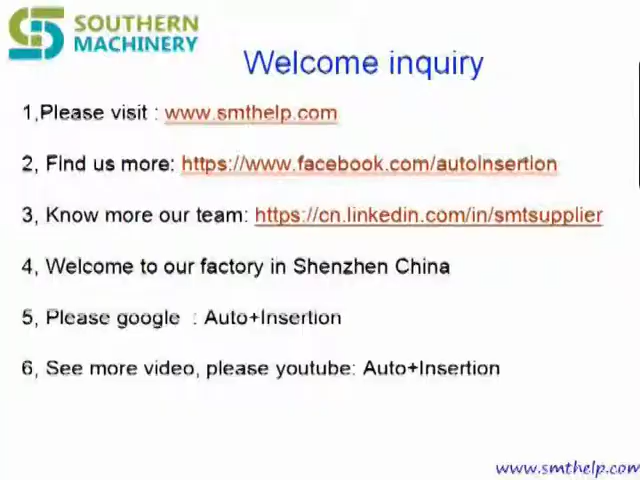 SOUTHERN
MACHINERY
Welcome inquiry
1,Please visit : www.smthelp.com
2, Find us more: https://www.facebook.com/autoinsertion
3, Know more our team: https://cn.linkedin.com/in/smtsupplier
4, Welcome to our factory in Shenzhen China
5, Please google : Auto+Insertion
6, See more video, please youtube: Auto+Insertion
www.smthelp.com